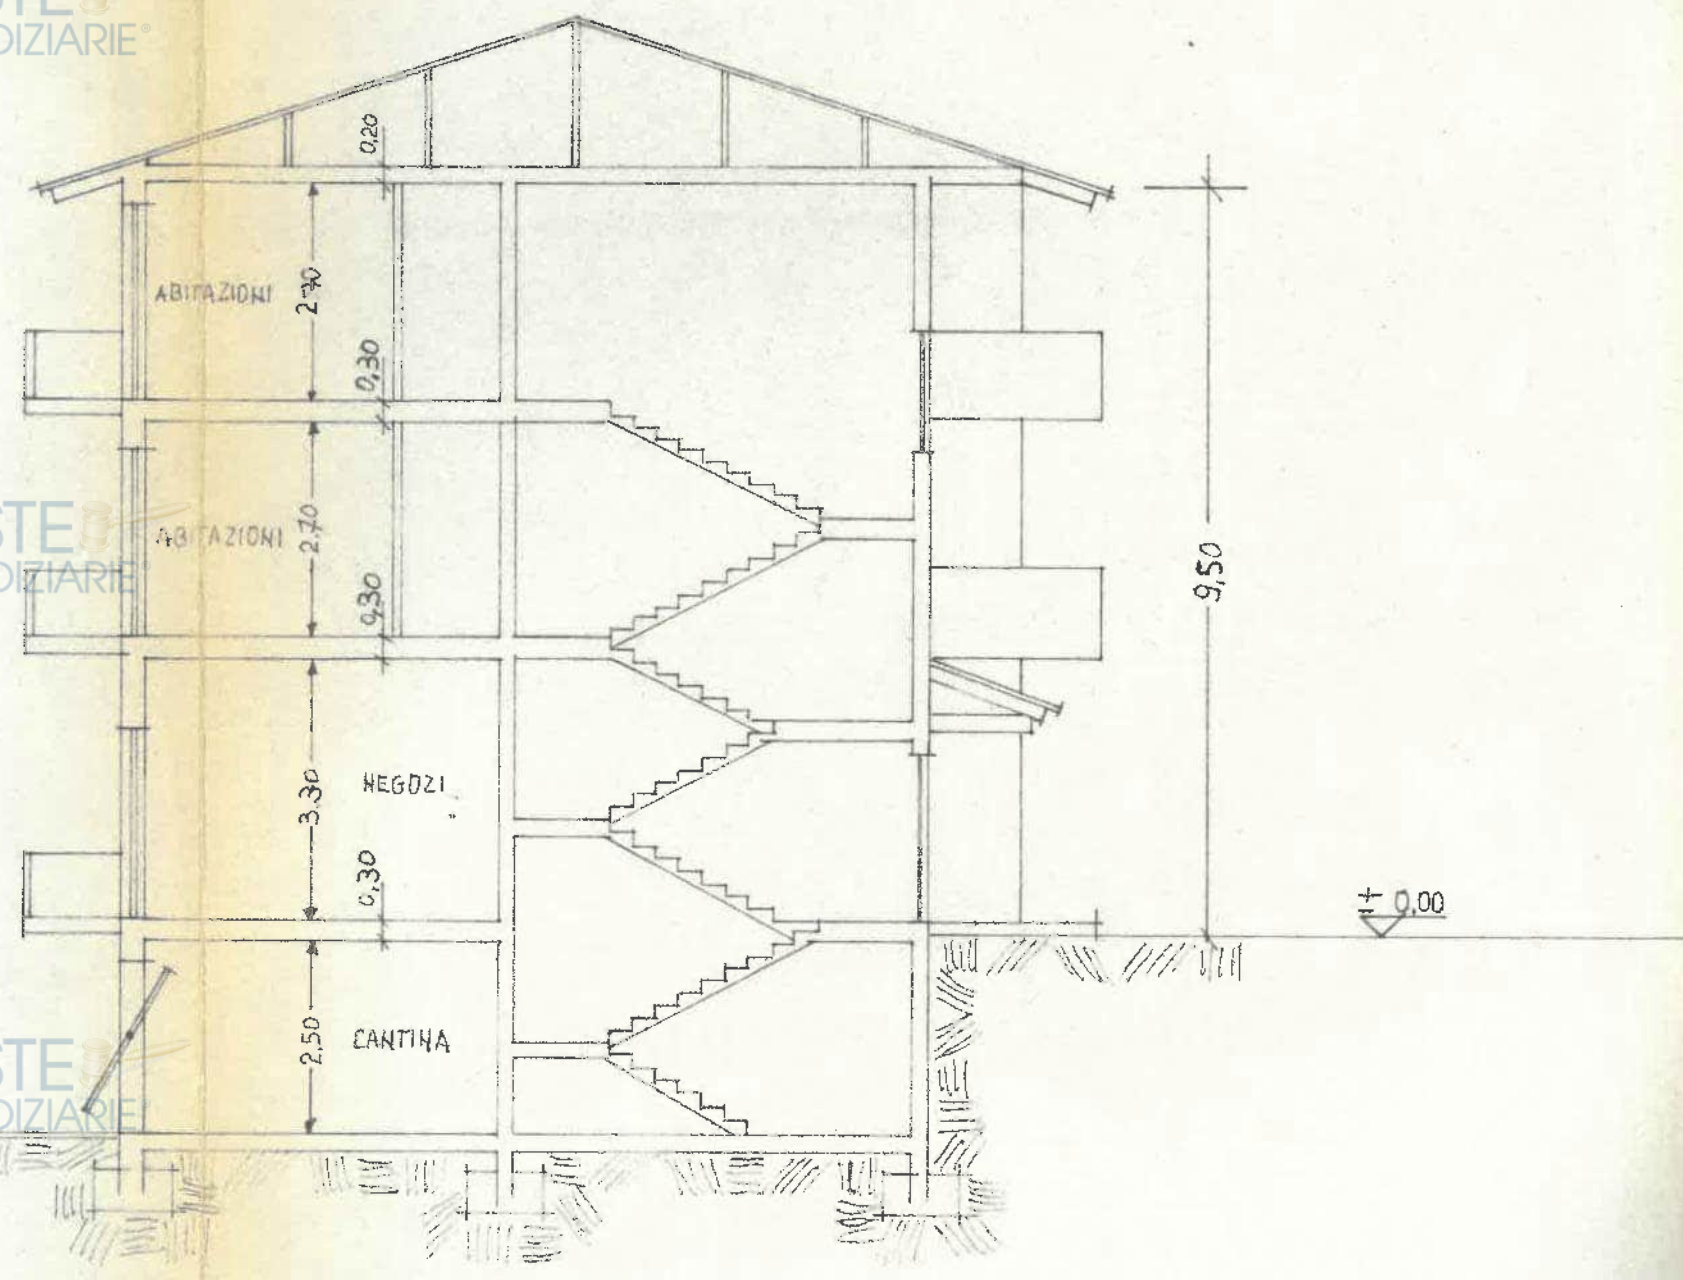 STE
DIZIARIE®
0,20
ABITAZIONI
2.70
0,30
STE
DIZIARIE®
ABITAZIONI
2,70
0,30
9,50
NEGOZI
3.30
0,30
± 0,00
STE
DIZIARIE®
CANTINA
2,50